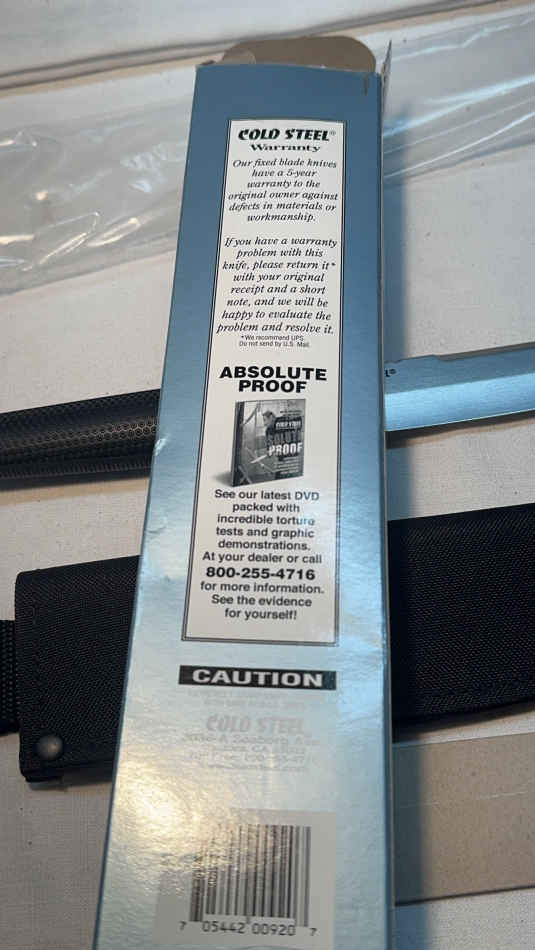 COLD STEEL®
Warranty
Our fixed blade knives
have a 5-year
warranty to the
original owner against
defects in materials or
workmanship.
If you have a warranty
problem with this
knife, please return it*
with your original
receipt and a short
note, and we will be
happy to evaluate the
problem and resolve it.
*We recommend UPS.
Do not send by U.S. Mail.
ABSOLUTE
PROOF
COLD STEEL
ABSOLUTE
PROOF
See our latest DVD
packed with
incredible torture
tests and graphic
demonstrations.
At your dealer or call
800-255-4716
for more information.
See the evidence
for yourself!
CAUTION
COLD STEEL
7 05442 00920 7